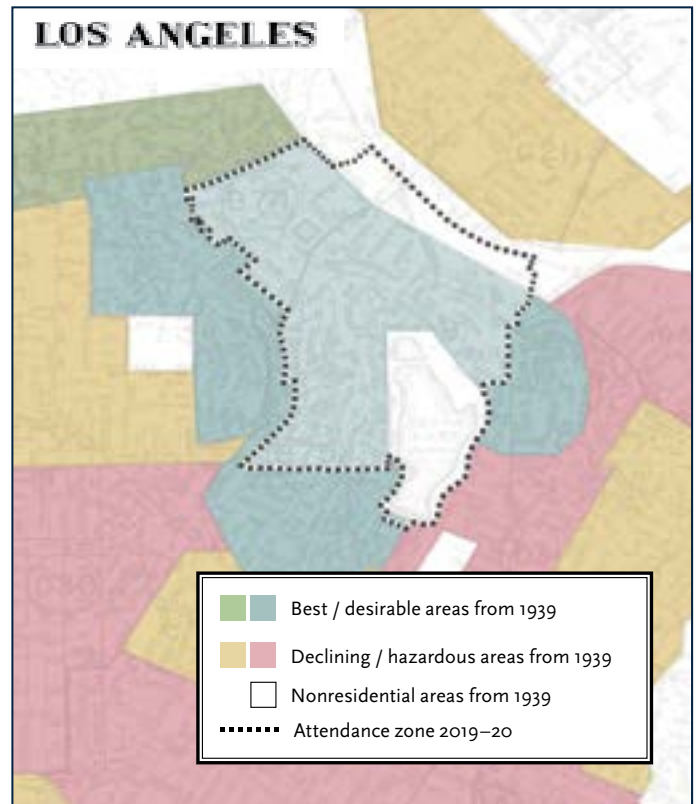 LOS ANGELES
Best / desirable areas from 1939
Declining / hazardous areas from 1939
Nonresidential areas from 1939
Attendance zone 2019–20